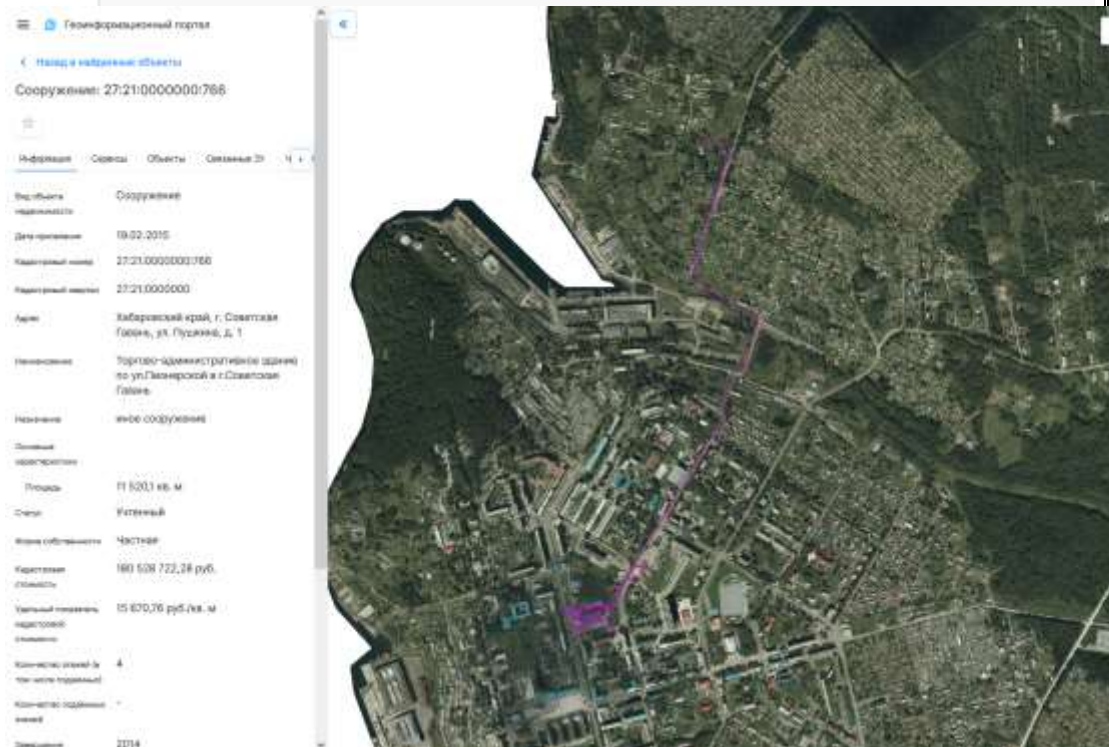 Геоинформационный портал
Назад в найденные объекты
Сооружение: 27:21:0000000:766
Информация Сервисы Объекты Связанные ЗУ
Вид объекта недвижимости Сооружение
Дата присвоения 19.02.2015
Кадастровый номер 27:21:0000000:766
Кадастровый квартал 27:21:0000000
Адрес Хабаровский край, г. Советская
Гавань, ул. Пушкина, д. 1
Наименование Торгово-административное здание
по ул.Пионерской в г.Советская
Гавань
Назначение иное сооружение
Основные
характеристики
Площадь 11 520,1 кв. м
Статус Учтенный
Форма собственности Частная
Кадастровая
стоимость 180 528 722,28 руб.
Удельный показатель
кадастровой
стоимости 15 670,76 руб./кв. м
Количество этажей (в
том числе подземных) 4
Количество подземных
этажей -
Завершение 2014